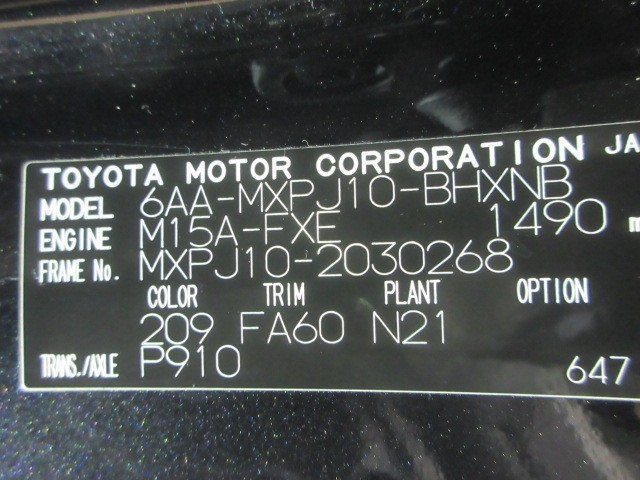 TOYOTA MOTOR CORPORATION JA
MODEL 6AA-MXPJ10-BHXNB
ENGINE M15A-FXE 1490 m
FRAME No. MXPJ10-2030268
COLOR TRIM PLANT OPTION
209 FA60 N21
TRANS./AXLE P910 647